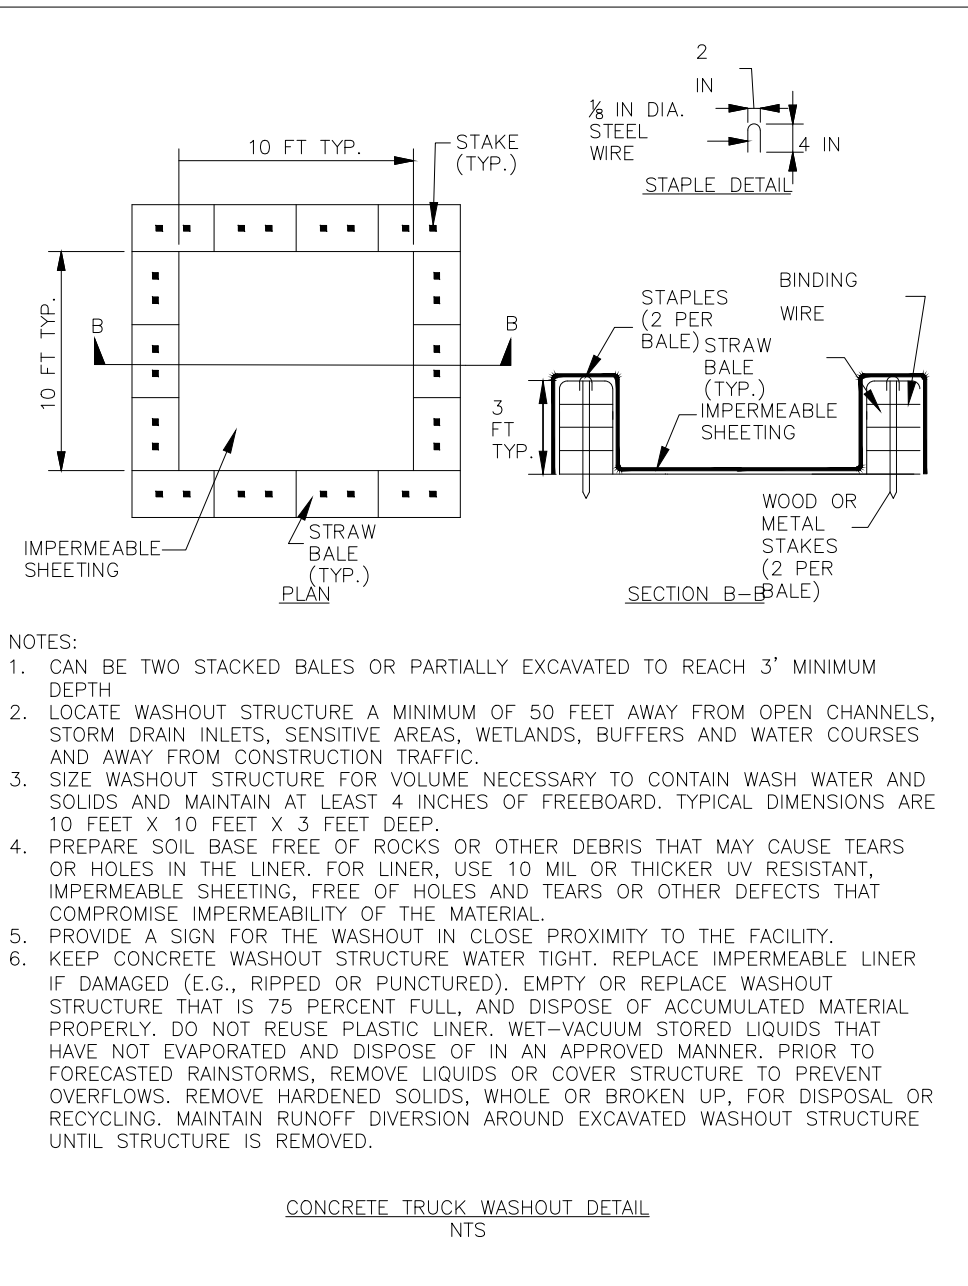 2
IN
⅛ IN DIA.
STEEL
WIRE
4 IN
STAPLE DETAIL
10 FT TYP.
STAKE
(TYP.)
10 FT TYP.
B
B
IMPERMEABLE
SHEETING
STRAW
BALE
(TYP.)
PLAN
BINDING
WIRE
STAPLES
(2 PER
BALE)
STRAW
BALE
(TYP.)
IMPERMEABLE
SHEETING
3
FT
TYP.
WOOD OR
METAL
STAKES
(2 PER
BALE)
SECTION B-B
NOTES:
1. CAN BE TWO STACKED BALES OR PARTIALLY EXCAVATED TO REACH 3' MINIMUM
DEPTH
2. LOCATE WASHOUT STRUCTURE A MINIMUM OF 50 FEET AWAY FROM OPEN CHANNELS,
STORM DRAIN INLETS, SENSITIVE AREAS, WETLANDS, BUFFERS AND WATER COURSES
AND AWAY FROM CONSTRUCTION TRAFFIC.
3. SIZE WASHOUT STRUCTURE FOR VOLUME NECESSARY TO CONTAIN WASH WATER AND
SOLIDS AND MAINTAIN AT LEAST 4 INCHES OF FREEBOARD. TYPICAL DIMENSIONS ARE
10 FEET X 10 FEET X 3 FEET DEEP.
4. PREPARE SOIL BASE FREE OF ROCKS OR OTHER DEBRIS THAT MAY CAUSE TEARS
OR HOLES IN THE LINER. FOR LINER, USE 10 MIL OR THICKER UV RESISTANT,
IMPERMEABLE SHEETING, FREE OF HOLES AND TEARS OR OTHER DEFECTS THAT
COMPROMISE IMPERMEABILITY OF THE MATERIAL.
5. PROVIDE A SIGN FOR THE WASHOUT IN CLOSE PROXIMITY TO THE FACILITY.
6. KEEP CONCRETE WASHOUT STRUCTURE WATER TIGHT. REPLACE IMPERMEABLE LINER
IF DAMAGED (E.G., RIPPED OR PUNCTURED). EMPTY OR REPLACE WASHOUT
STRUCTURE THAT IS 75 PERCENT FULL, AND DISPOSE OF ACCUMULATED MATERIAL
PROPERLY. DO NOT REUSE PLASTIC LINER. WET-VACUUM STORED LIQUIDS THAT
HAVE NOT EVAPORATED AND DISPOSE OF IN AN APPROVED MANNER. PRIOR TO
FORECASTED RAINSTORMS, REMOVE LIQUIDS OR COVER STRUCTURE TO PREVENT
OVERFLOWS. REMOVE HARDENED SOLIDS, WHOLE OR BROKEN UP, FOR DISPOSAL OR
RECYCLING. MAINTAIN RUNOFF DIVERSION AROUND EXCAVATED WASHOUT STRUCTURE
UNTIL STRUCTURE IS REMOVED.
CONCRETE TRUCK WASHOUT DETAIL
NTS